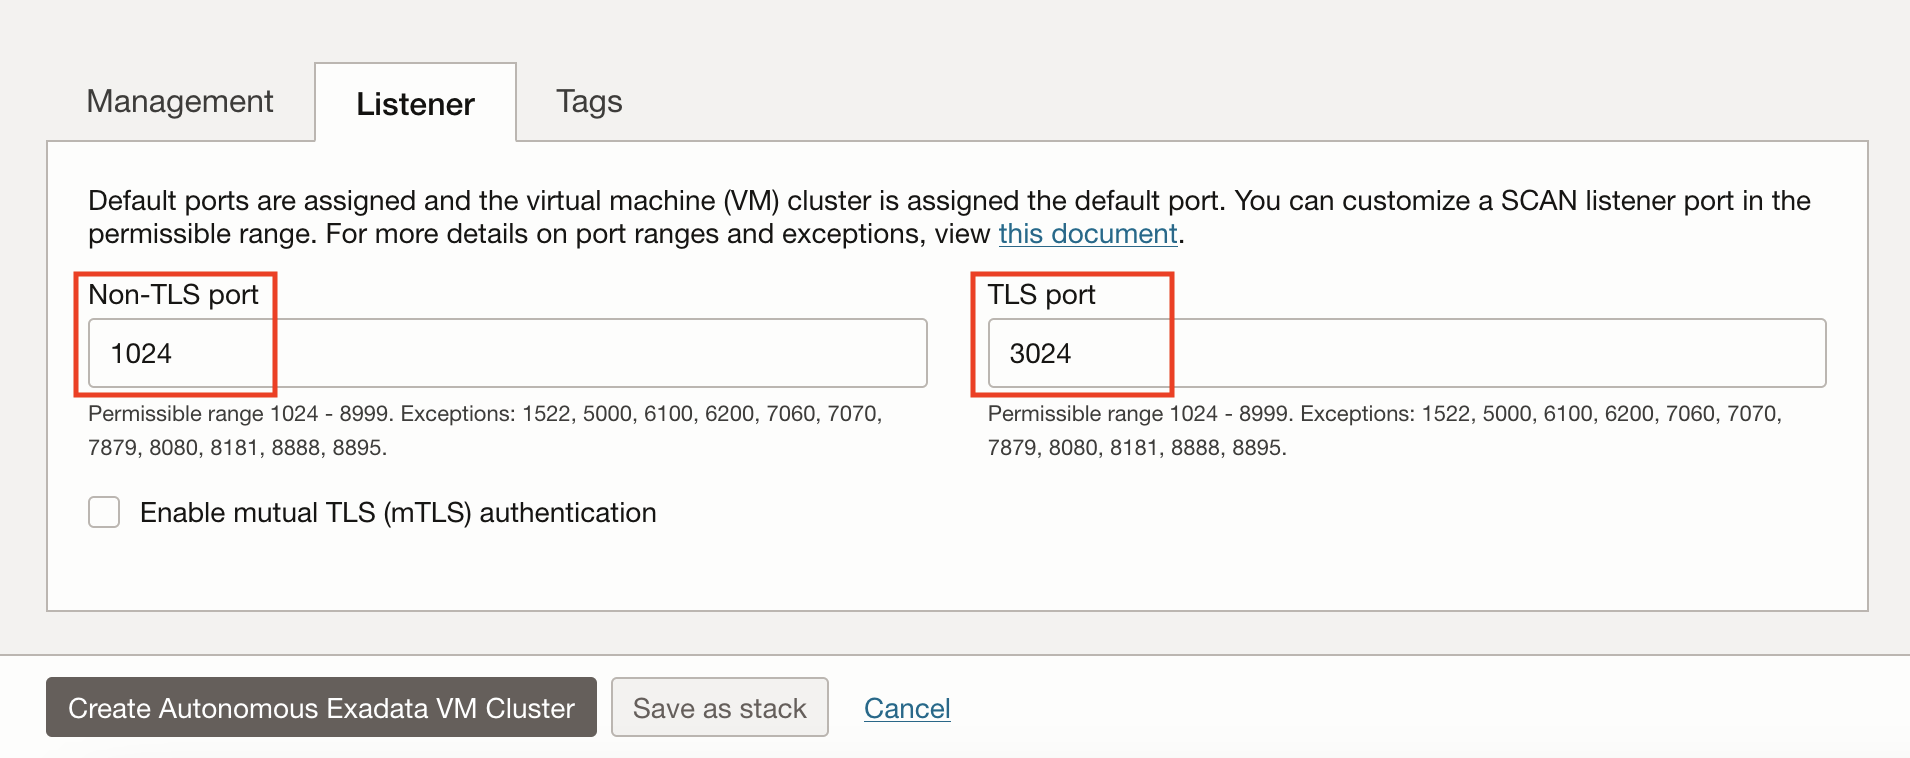 Management
Listener
Tags
Default ports are assigned and the virtual machine (VM) cluster is assigned the default port. You can customize a SCAN listener port in the
permissible range. For more details on port ranges and exceptions, view this document.
Non-TLS port
1024
Permissible range 1024 - 8999. Exceptions: 1522, 5000, 6100, 6200, 7060, 7070,
7879, 8080, 8181, 8888, 8895.
TLS port
3024
Permissible range 1024 - 8999. Exceptions: 1522, 5000, 6100, 6200, 7060, 7070,
7879, 8080, 8181, 8888, 8895.
Enable mutual TLS (mTLS) authentication
Create Autonomous Exadata VM Cluster
Save as stack
Cancel